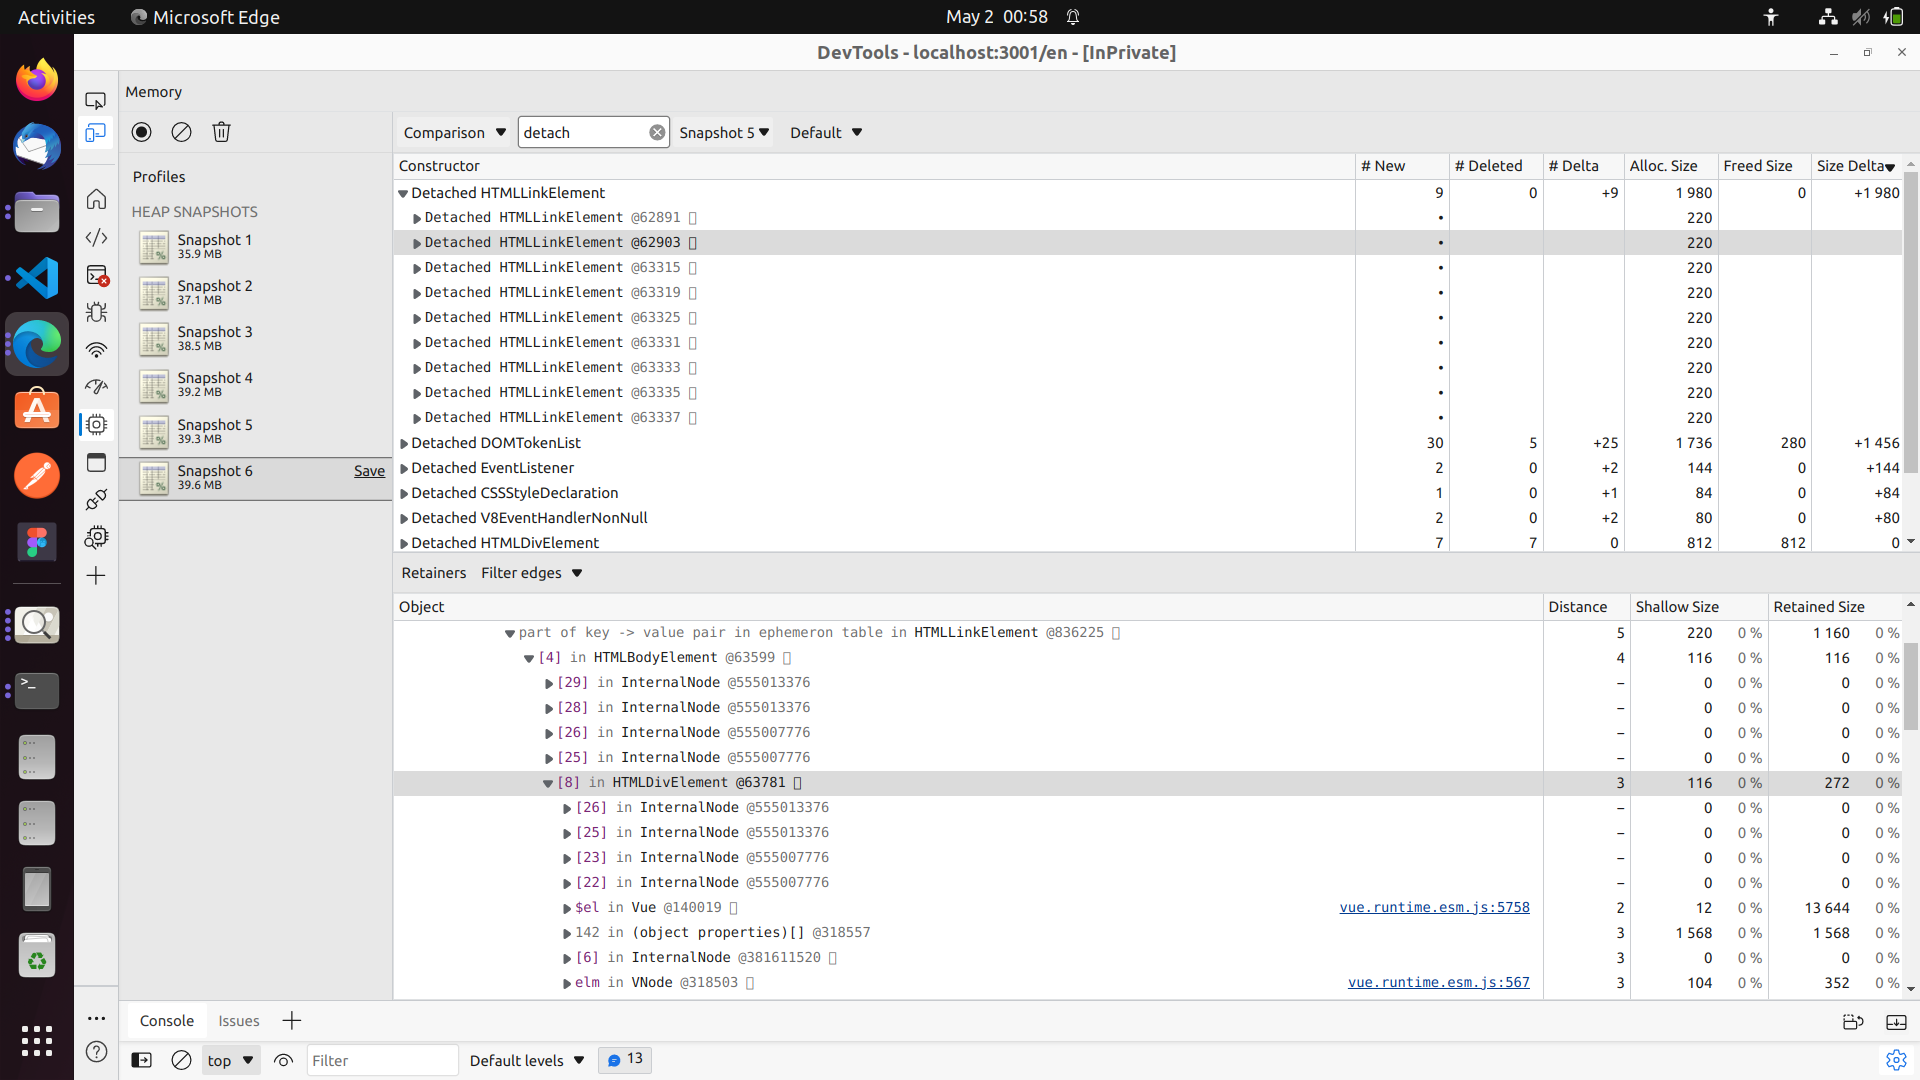 Activities Microsoft Edge May 2 00:58
DevTools - localhost:3001/en - [InPrivate]
Memory
Comparison detach Snapshot 5 Default
Profiles
HEAP SNAPSHOTS
Snapshot 1
35.9 MB
Snapshot 2
37.1 MB
Snapshot 3
38.5 MB
Snapshot 4
39.2 MB
Snapshot 5
39.3 MB
Snapshot 6 Save
39.6 MB
Constructor # New # Deleted # Delta Alloc. Size Freed Size Size Delta
Detached HTMLLinkElement 9 0 +9 1 980 0 +1 980
Detached HTMLLinkElement @62891 • 220
Detached HTMLLinkElement @62903 • 220
Detached HTMLLinkElement @63315 • 220
Detached HTMLLinkElement @63319 • 220
Detached HTMLLinkElement @63325 • 220
Detached HTMLLinkElement @63331 • 220
Detached HTMLLinkElement @63333 • 220
Detached HTMLLinkElement @63335 • 220
Detached HTMLLinkElement @63337 • 220
Detached DOMTokenList 30 5 +25 1 736 280 +1 456
Detached EventListener 2 0 +2 144 0 +144
Detached CSSStyleDeclaration 1 0 +1 84 0 +84
Detached V8EventHandlerNonNull 2 0 +2 80 0 +80
Detached HTMLDivElement 7 7 0 812 812 0
Retainers Filter edges
Object Distance Shallow Size Retained Size
part of key -> value pair in ephemeron table in HTMLLinkElement @836225 5 220 0 % 1 160 0 %
[4] in HTMLBodyElement @63599 4 116 0 % 116 0 %
[29] in InternalNode @555013376 – 0 0 % 0 0 %
[28] in InternalNode @555013376 – 0 0 % 0 0 %
[26] in InternalNode @555007776 – 0 0 % 0 0 %
[25] in InternalNode @555007776 – 0 0 % 0 0 %
[8] in HTMLDivElement @63781 3 116 0 % 272 0 %
[26] in InternalNode @555013376 – 0 0 % 0 0 %
[25] in InternalNode @555013376 – 0 0 % 0 0 %
[23] in InternalNode @555007776 – 0 0 % 0 0 %
[22] in InternalNode @555007776 – 0 0 % 0 0 %
$el in Vue @140019 vue.runtime.esm.js:5758 2 12 0 % 13 644 0 %
142 in (object properties)[] @318557 3 1 568 0 % 1 568 0 %
[6] in InternalNode @381611520 3 0 0 % 0 0 %
elm in VNode @318503 vue.runtime.esm.js:567 3 104 0 % 352 0 %
Console Issues
top Filter Default levels 13